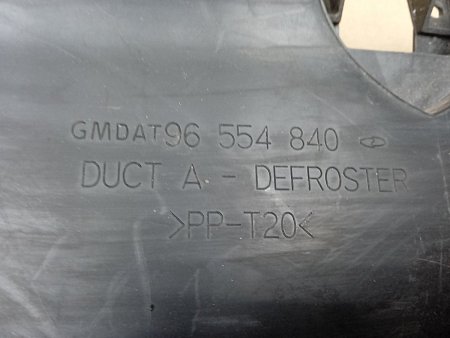 GMDAT96 554 840
DUCT A - DEFROSTER
>PP-T20<